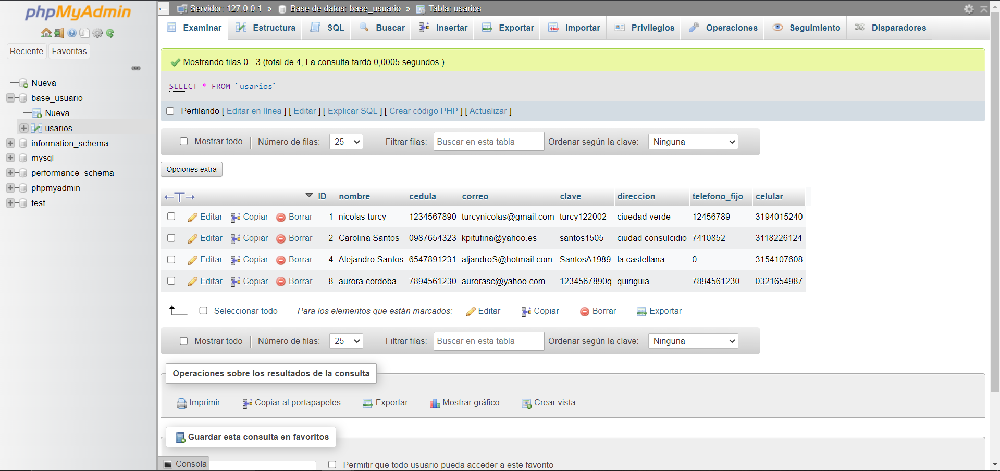 phpMyAdmin
Reciente Favoritas
Nueva
base_usuario
Nueva
usarios
information_schema
mysql
performance_schema
phpmyadmin
test
Servidor: 127.0.0.1 » Base de datos: base_usuario » Tabla: usarios
Examinar Estructura SQL Buscar Insertar Exportar Importar Privilegios Operaciones Seguimiento Disparadores
Mostrando filas 0 - 3 (total de 4, La consulta tardó 0,0005 segundos.)
SELECT * FROM `usarios`
Perfilando [ Editar en línea ] [ Editar ] [ Explicar SQL ] [ Crear código PHP ] [ Actualizar ]
Mostrar todo | Número de filas: 25 Filtrar filas: Buscar en esta tabla Ordenar según la clave: Ninguna
Opciones extra
←T→ ID nombre cedula correo clave direccion telefono_fijo celular
Editar Copiar Borrar 1 nicolas turcy 1234567890 turcynicolas@gmail.com turcy122002 ciuedad verde 12456789 3194015240
Editar Copiar Borrar 2 Carolina Santos 0987654323 kpitufina@yahoo.es santos1505 ciudad consulcidio 7410852 3118226124
Editar Copiar Borrar 4 Alejandro Santos 6547891231 aljandroS@hotmail.com SantosA1989 la castellana 0 3154107608
Editar Copiar Borrar 8 aurora cordoba 7894561230 aurorasc@yahoo.com 1234567890q quiriguia 7894561230 0321654987
Seleccionar todo Para los elementos que están marcados: Editar Copiar Borrar Exportar
Mostrar todo | Número de filas: 25 Filtrar filas: Buscar en esta tabla Ordenar según la clave: Ninguna
Operaciones sobre los resultados de la consulta
Imprimir Copiar al portapapeles Exportar Mostrar gráfico Crear vista
Guardar esta consulta en favoritos
Consola Permitir que todo usuario pueda acceder a este favorito